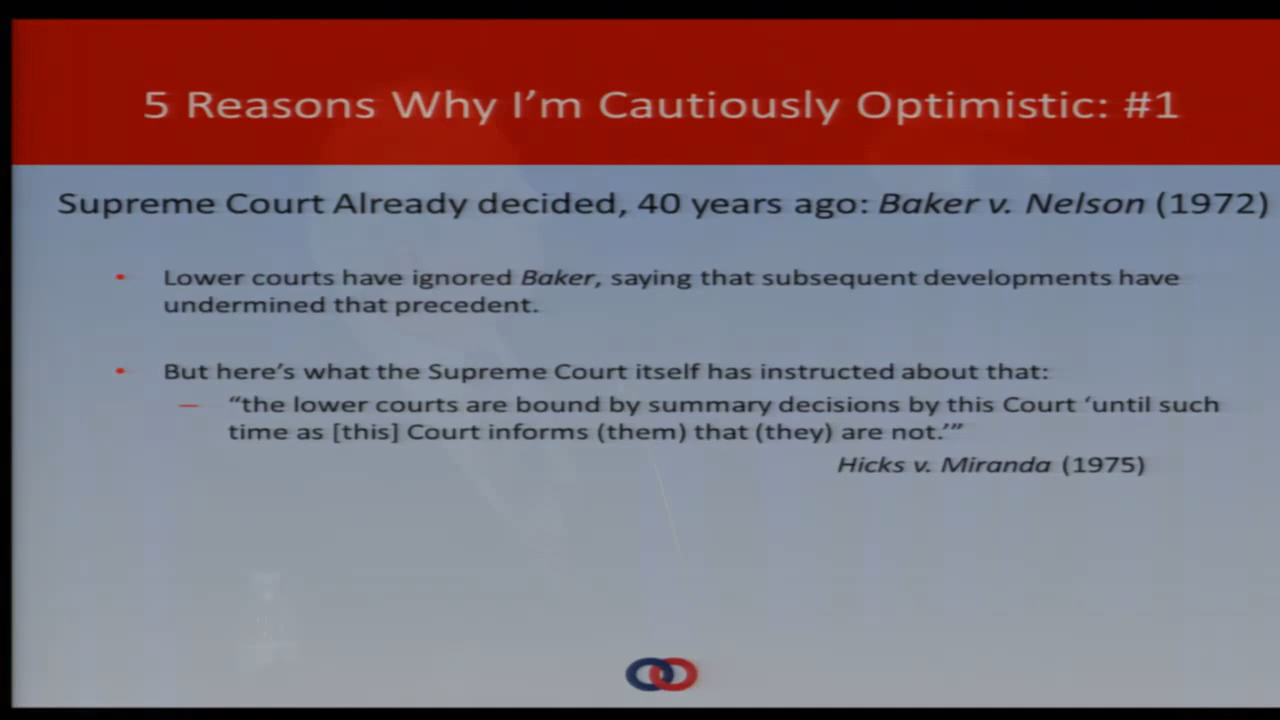 5 Reasons Why I'm Cautiously Optimistic: #1
Supreme Court Already decided, 40 years ago: Baker v. Nelson (1972)
• Lower courts have ignored Baker, saying that subsequent developments have
undermined that precedent.
• But here's what the Supreme Court itself has instructed about that:
— “the lower courts are bound by summary decisions by this Court ‘until such
time as [this] Court informs (them) that (they) are not.’”
Hicks v. Miranda (1975)